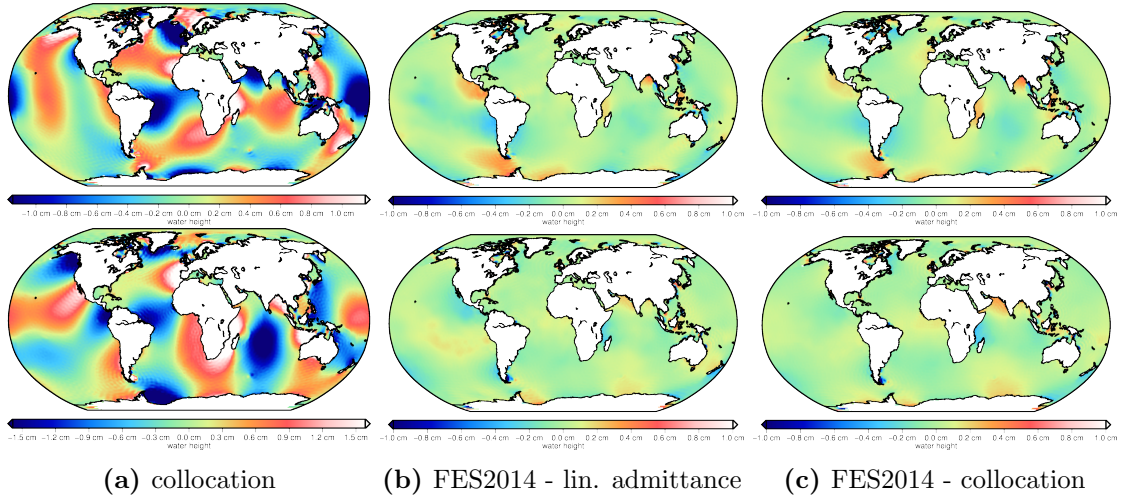 −1.0 cm −0.8 cm −0.6 cm −0.4 cm −0.2 cm 0.0 cm 0.2 cm 0.4 cm 0.6 cm 0.8 cm 1.0 cm
water height
−1.0 cm −0.8 cm −0.6 cm −0.4 cm −0.2 cm 0.0 cm 0.2 cm 0.4 cm 0.6 cm 0.8 cm 1.0 cm
water height
−1.0 cm −0.8 cm −0.6 cm −0.4 cm −0.2 cm 0.0 cm 0.2 cm 0.4 cm 0.6 cm 0.8 cm 1.0 cm
water height
−1.5 cm −1.2 cm −0.9 cm −0.6 cm −0.3 cm 0.0 cm 0.3 cm 0.6 cm 0.9 cm 1.2 cm 1.5 cm
water height
−1.0 cm −0.8 cm −0.6 cm −0.4 cm −0.2 cm 0.0 cm 0.2 cm 0.4 cm 0.6 cm 0.8 cm 1.0 cm
water height
−1.0 cm −0.8 cm −0.6 cm −0.4 cm −0.2 cm 0.0 cm 0.2 cm 0.4 cm 0.6 cm 0.8 cm 1.0 cm
water height
(a) collocation
(b) FES2014 - lin. admittance
(c) FES2014 - collocation